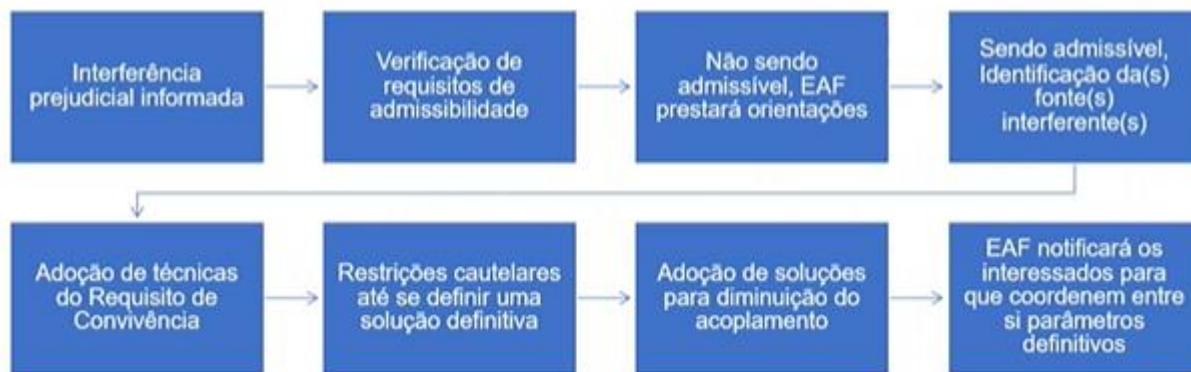 Interferência
prejudicial informada
Verificação de
requisitos de
admissibilidade
Não sendo
admissível, EAF
prestará orientações
Sendo admissível,
Identificação da(s)
fonte(s)
interferente(s)
Adoção de técnicas
do Requisito de
Convivência
Restrições cautelares
até se definir uma
solução definitiva
Adoção de soluções
para diminuição do
acoplamento
EAF notificará os
interessados para
que coordenem entre
si parâmetros
definitivos